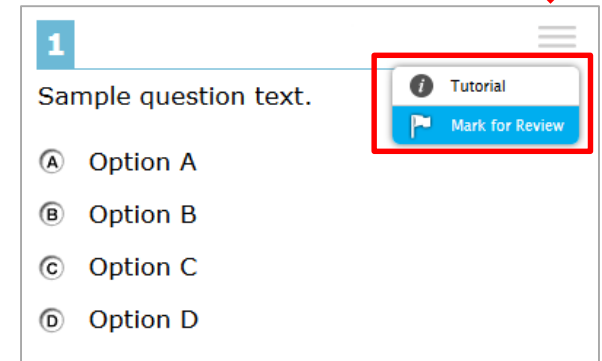 1
Sample question text.
i Tutorial
Mark for Review
A Option A
B Option B
C Option C
D Option D